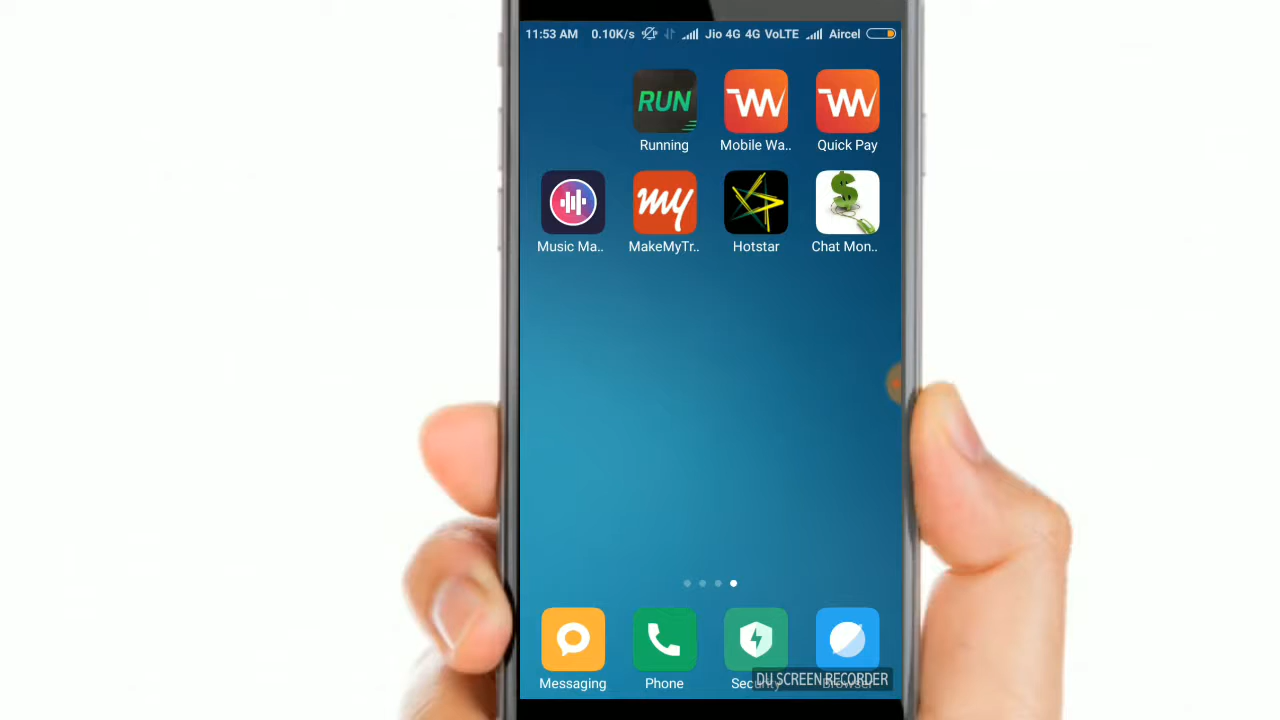 11:53 AM 0.10K/s Jio 4G 4G VoLTE Aircel
RUN
Running Mobile Wa.. Quick Pay
my
Music Ma.. MakeMyTr.. Hotstar Chat Mon..
DU SCREEN RECORDER
Messaging Phone Security Browser